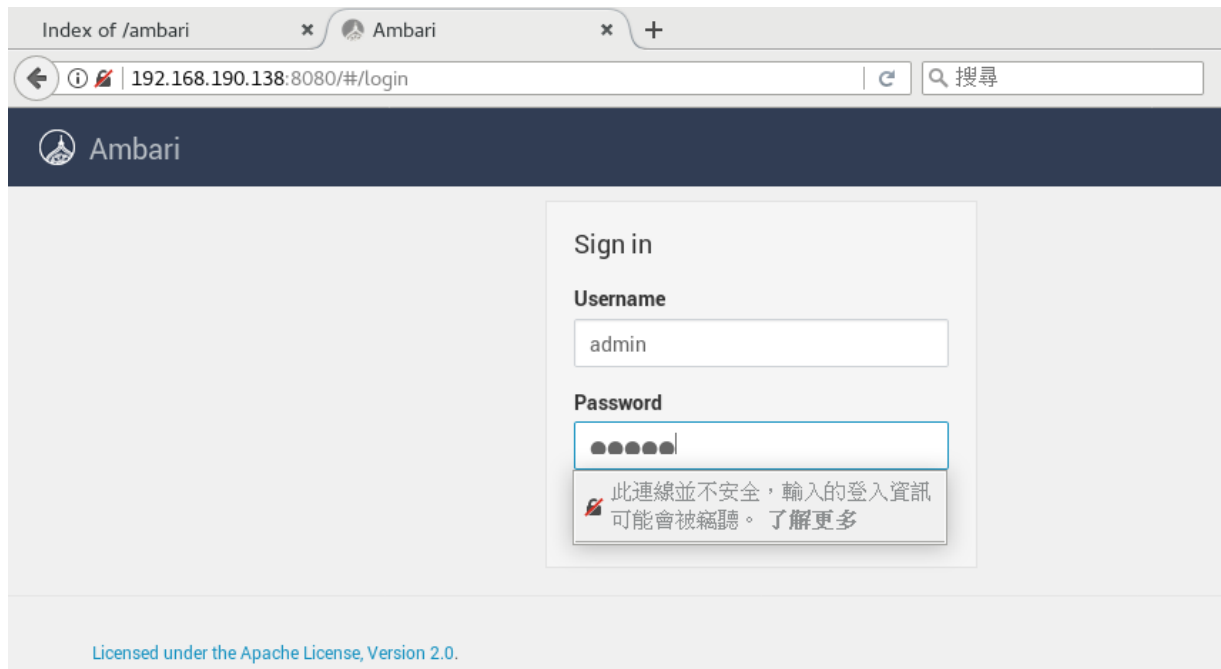 Index of /ambari
Ambari
192.168.190.138:8080/#/login
搜尋
Ambari
Sign in
Username
admin
Password
此連線並不安全，輸入的登入資訊
可能會被竊聽。 了解更多
Licensed under the Apache License, Version 2.0.